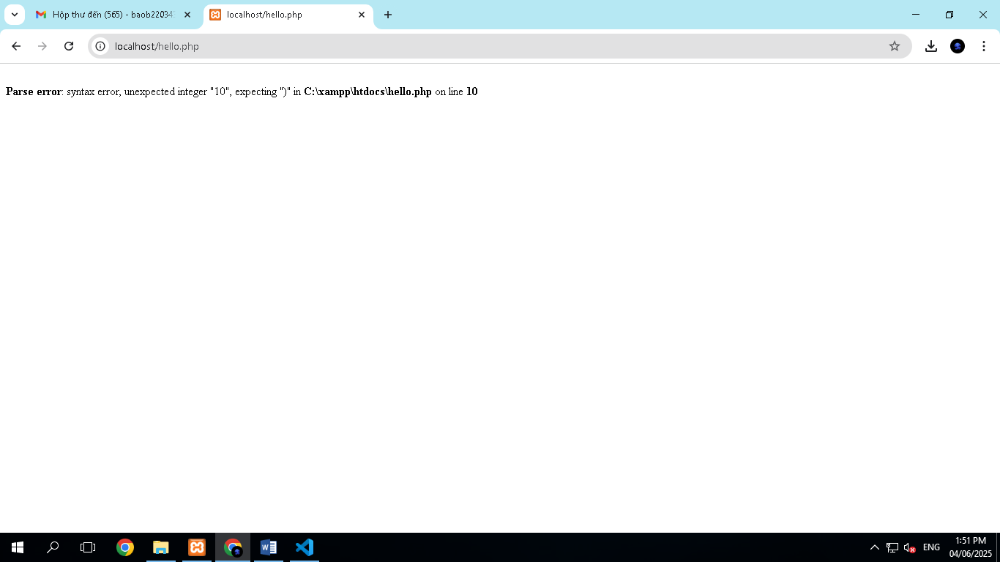 Hộp thư đến (565) - baob22034
localhost/hello.php
localhost/hello.php
Parse error: syntax error, unexpected integer "10", expecting ")" in C:\xampp\htdocs\hello.php on line 10
ENG
1:51 PM
04/06/2025